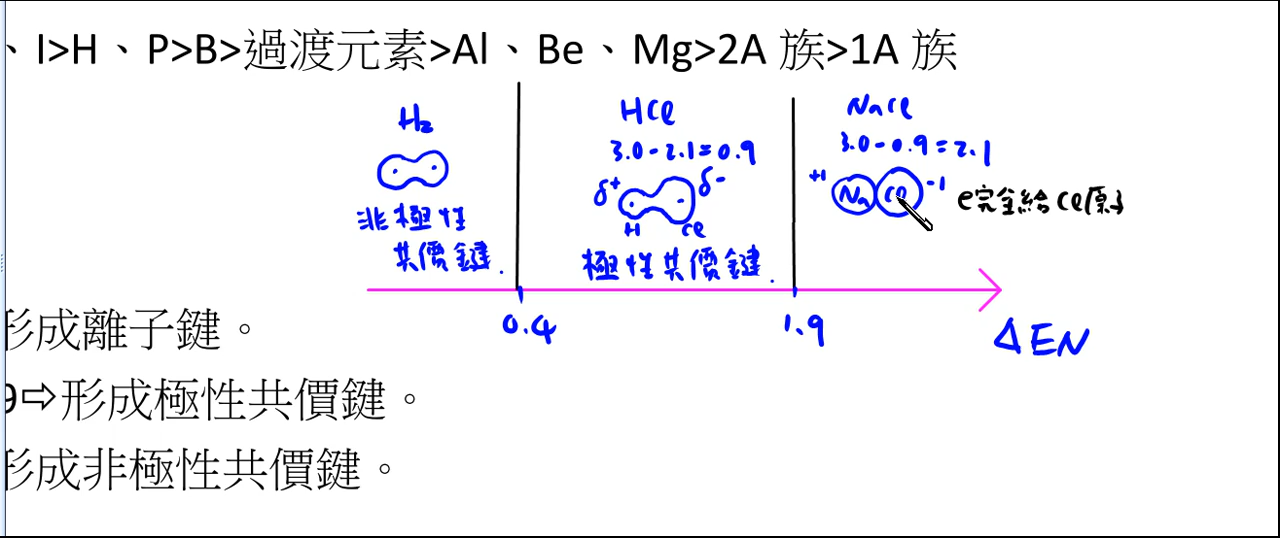 、I>H、P>B>過渡元素>Al、Be、Mg>2A 族>1A 族
H₂
非極性
共價鍵.
HCl
3.0-2.1=0.9
δ+ δ-
H Cl
極性共價鍵.
NaCl
3.0-0.9=2.1
+1 Na Cl -1 e完全給Cl原子
0.4 1.9 ΔEN
形成離子鍵。
9⇨形成極性共價鍵。
形成非極性共價鍵。